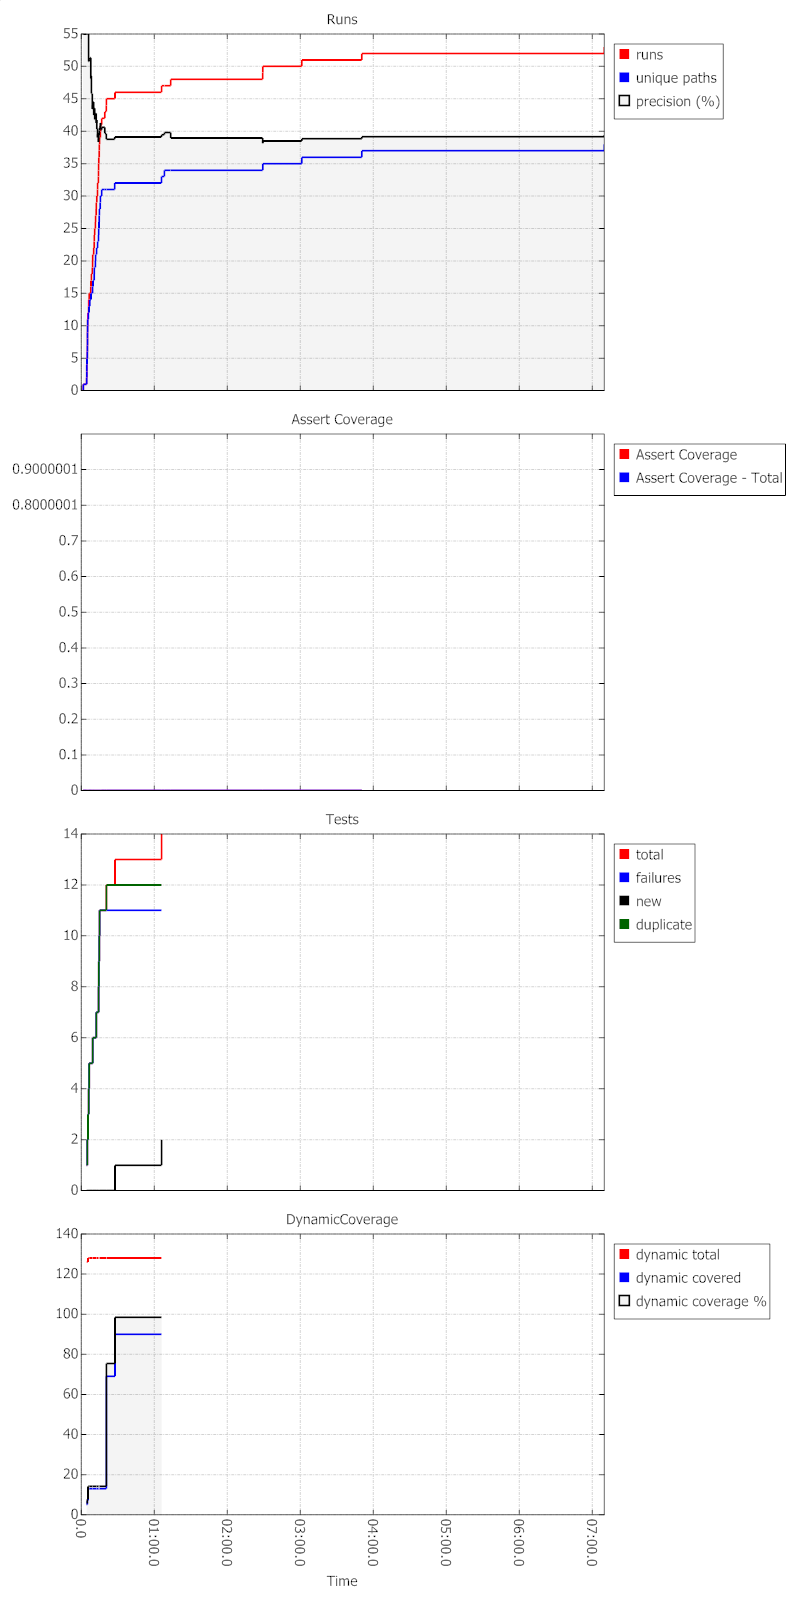 Runs
55
50
45
40
35
30
25
20
15
10
5
0
runs
unique paths
precision (%)
Assert Coverage
0.9000001
0.8000001
0.7
0.6
0.5
0.4
0.3
0.2
0.1
0
Assert Coverage
Assert Coverage - Total
Tests
14
12
10
8
6
4
2
0
total
failures
new
duplicate
DynamicCoverage
140
120
100
80
60
40
20
0
dynamic total
dynamic covered
dynamic coverage %
0.0
01:00.0
02:00.0
03:00.0
04:00.0
05:00.0
06:00.0
07:00.0
Time